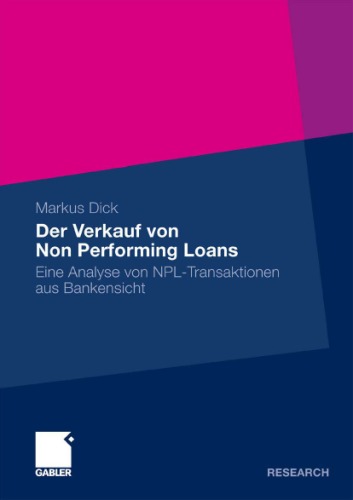 Markus Dick
Der Verkauf von
Non Performing Loans
Eine Analyse von NPL-Transaktionen
aus Bankensicht
GABLER
RESEARCH